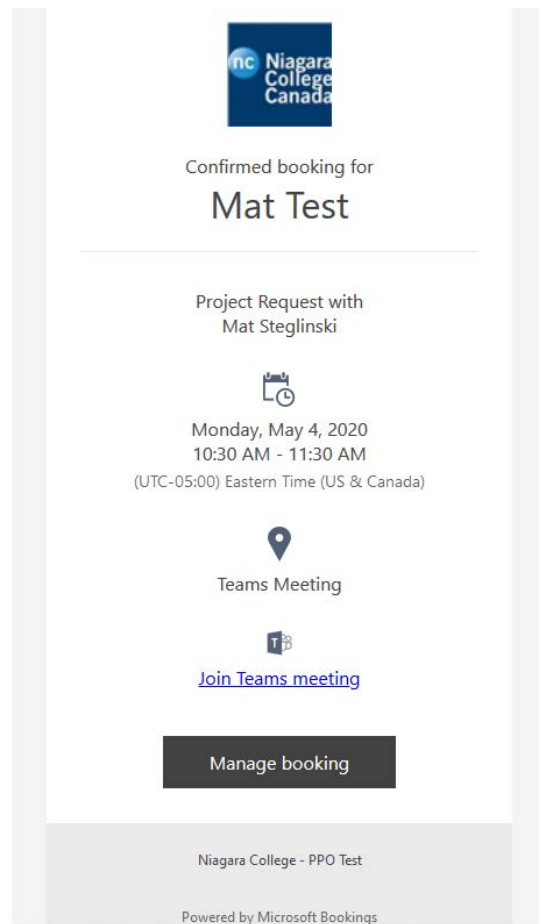 nc Niagara
College
Canada
Confirmed booking for
Mat Test
Project Request with
Mat Steglinski
Monday, May 4, 2020
10:30 AM - 11:30 AM
(UTC-05:00) Eastern Time (US & Canada)
Teams Meeting
T
Join Teams meeting
Manage booking
Niagara College - PPO Test
Powered by Microsoft Bookings